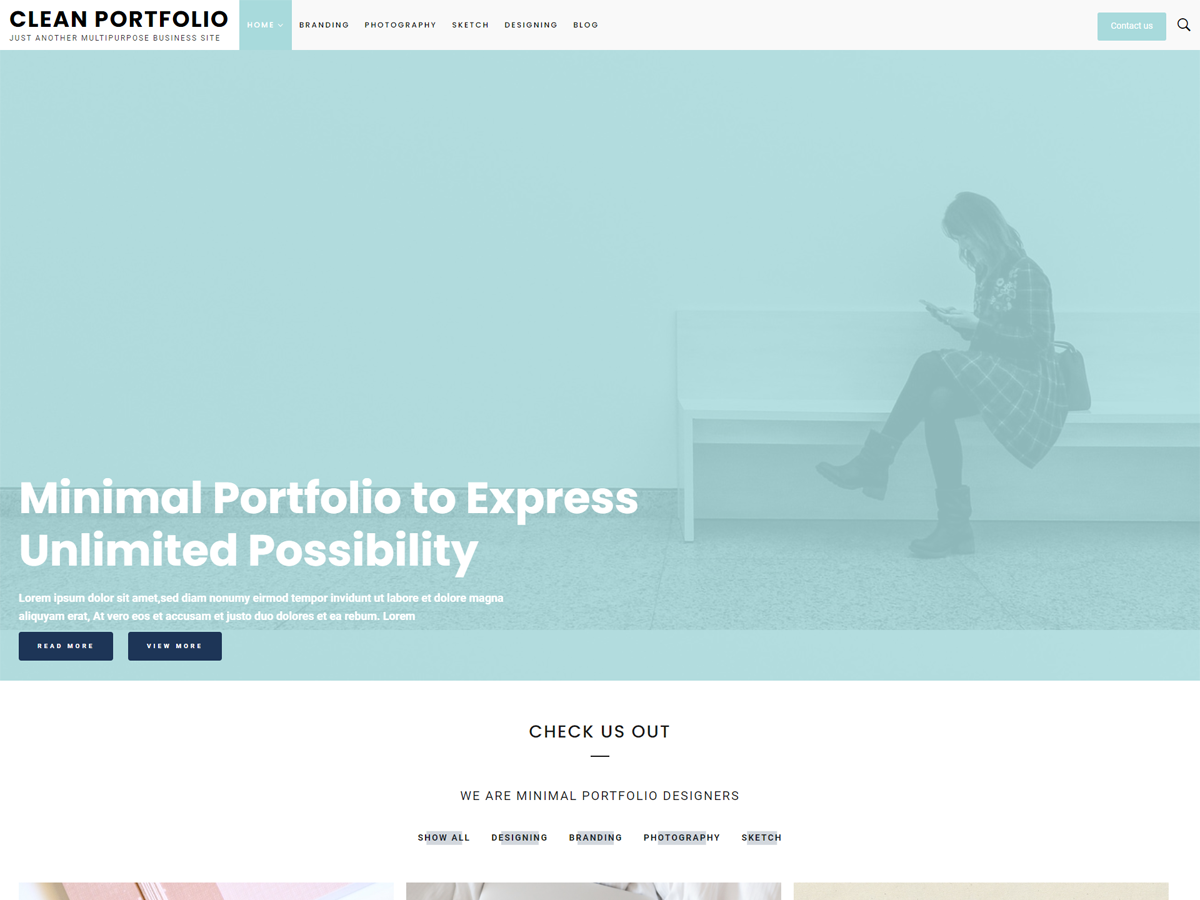 CLEAN PORTFOLIO
JUST ANOTHER MULTIPURPOSE BUSINESS SITE
HOME
BRANDING
PHOTOGRAPHY
SKETCH
DESIGNING
BLOG
Contact us
Minimal Portfolio to Express
Unlimited Possibility
Lorem ipsum dolor sit amet,sed diam nonumy eirmod tempor invidunt ut labore et dolore magna
aliquyam erat, At vero eos et accusam et justo duo dolores et ea rebum. Lorem
READ MORE
VIEW MORE
CHECK US OUT
WE ARE MINIMAL PORTFOLIO DESIGNERS
SHOW ALL
DESIGNING
BRANDING
PHOTOGRAPHY
SKETCH